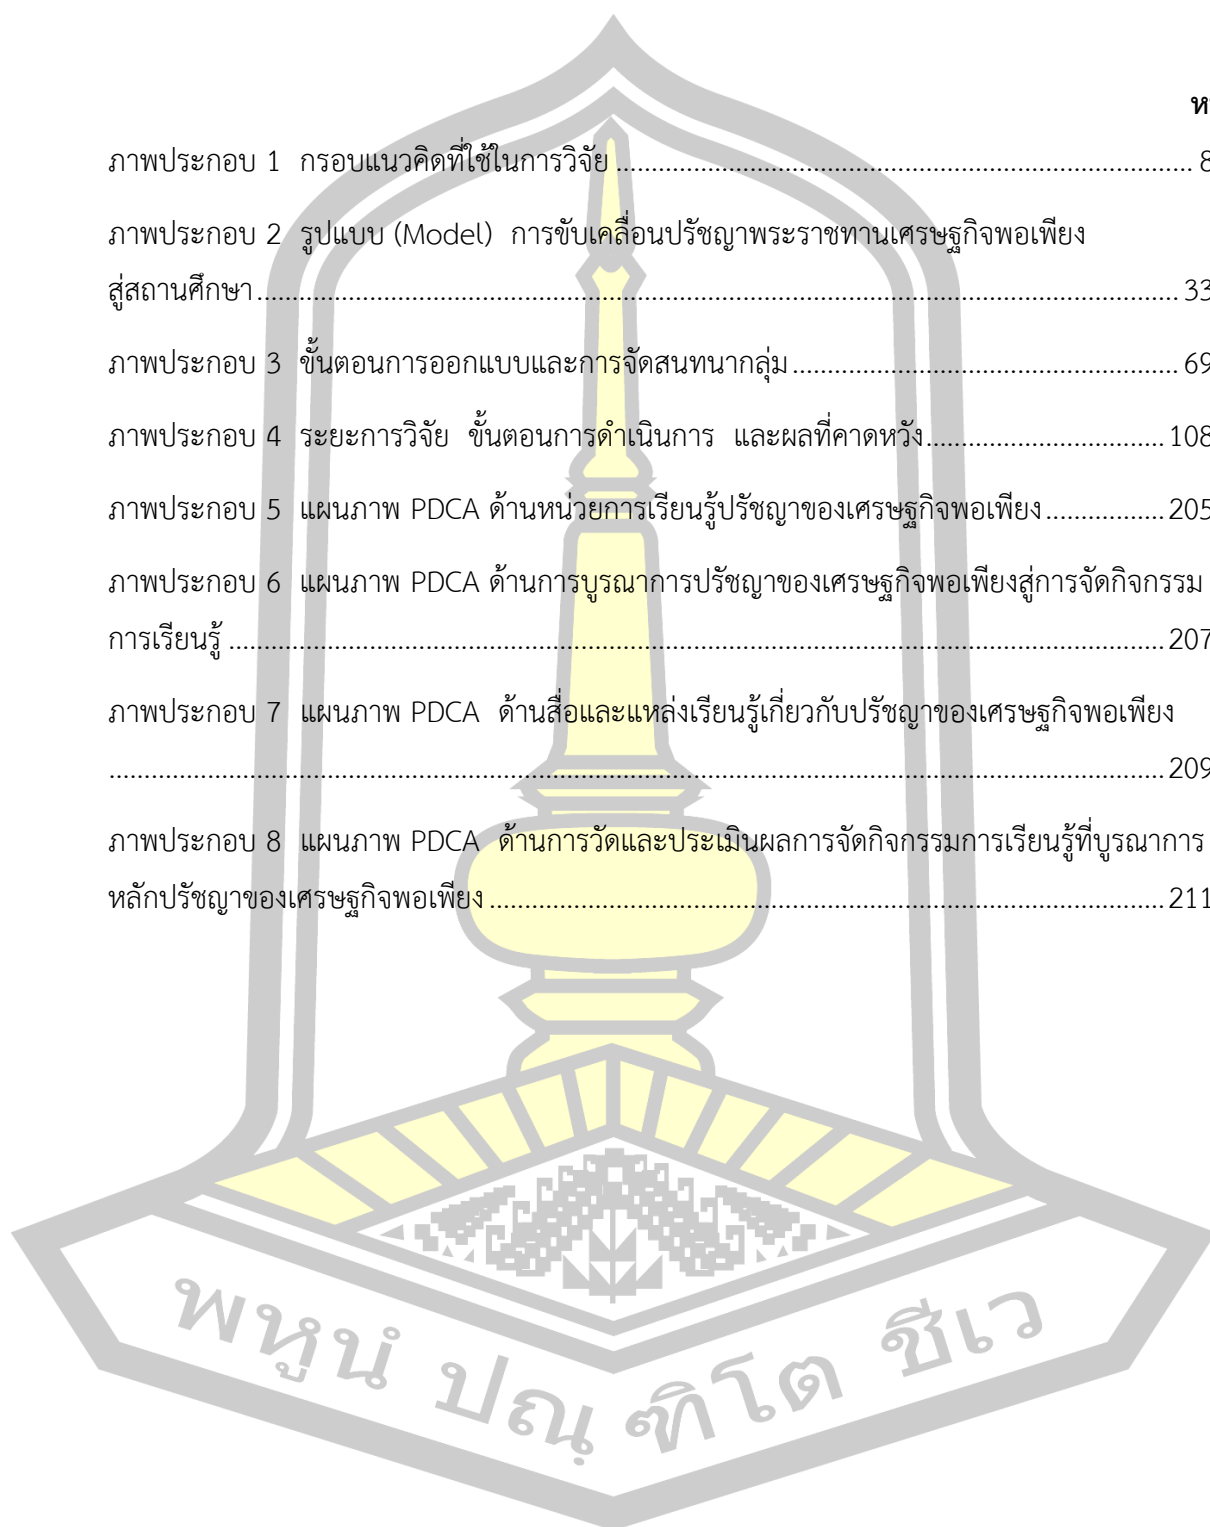 ห
ภาพประกอบ 1 กรอบแนวคิดที่ใช้ในการวิจัย ........................................................................ 8
ภาพประกอบ 2 รูปแบบ (Model) การขับเคลื่อนปรัชญาพระราชทานเศรษฐกิจพอเพียง
สู่สถานศึกษา ........................................................................ 33
ภาพประกอบ 3 ขั้นตอนการออกแบบและการจัดสนทนากลุ่ม ................................................ 69
ภาพประกอบ 4 ระยะการวิจัย ขั้นตอนการดำเนินการ และผลที่คาดหวัง .............................. 108
ภาพประกอบ 5 แผนภาพ PDCA ด้านหน่วยการเรียนรู้ปรัชญาของเศรษฐกิจพอเพียง ............... 205
ภาพประกอบ 6 แผนภาพ PDCA ด้านการบูรณาการปรัชญาของเศรษฐกิจพอเพียงสู่การจัดกิจกรรม
การเรียนรู้ ........................................................................ 207
ภาพประกอบ 7 แผนภาพ PDCA ด้านสื่อและแหล่งเรียนรู้เกี่ยวกับปรัชญาของเศรษฐกิจพอเพียง
........................................................................ 209
ภาพประกอบ 8 แผนภาพ PDCA ด้านการวัดและประเมินผลการจัดกิจกรรมการเรียนรู้ที่บูรณาการ
หลักปรัชญาของเศรษฐกิจพอเพียง ........................................................................ 211
พหูนํ ปณฺฑิโต ชีเว